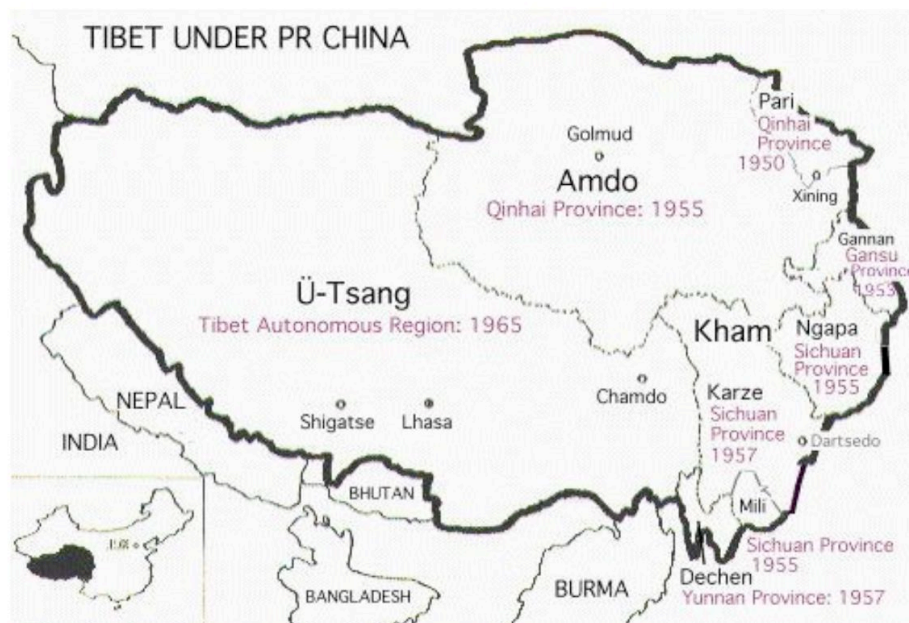 TIBET UNDER PR CHINA
Pari
Qinhai
Province
1950
Golmud
Amdo
Qinghai Province: 1955
Xining
Gannan
Gansu
Province
1953
Ü-Tsang
Tibet Autonomous Region: 1965
Kham
Ngapa
Sichuan
Province
1955
Chamdo
Karze
Sichuan
Province
1957
Shigatse
Lhasa
Dartsedo
NEPAL
INDIA
BHUTAN
Mili
Sichuan Province
1955
Dechen
Yunnan Province: 1957
BANGLADESH
BURMA